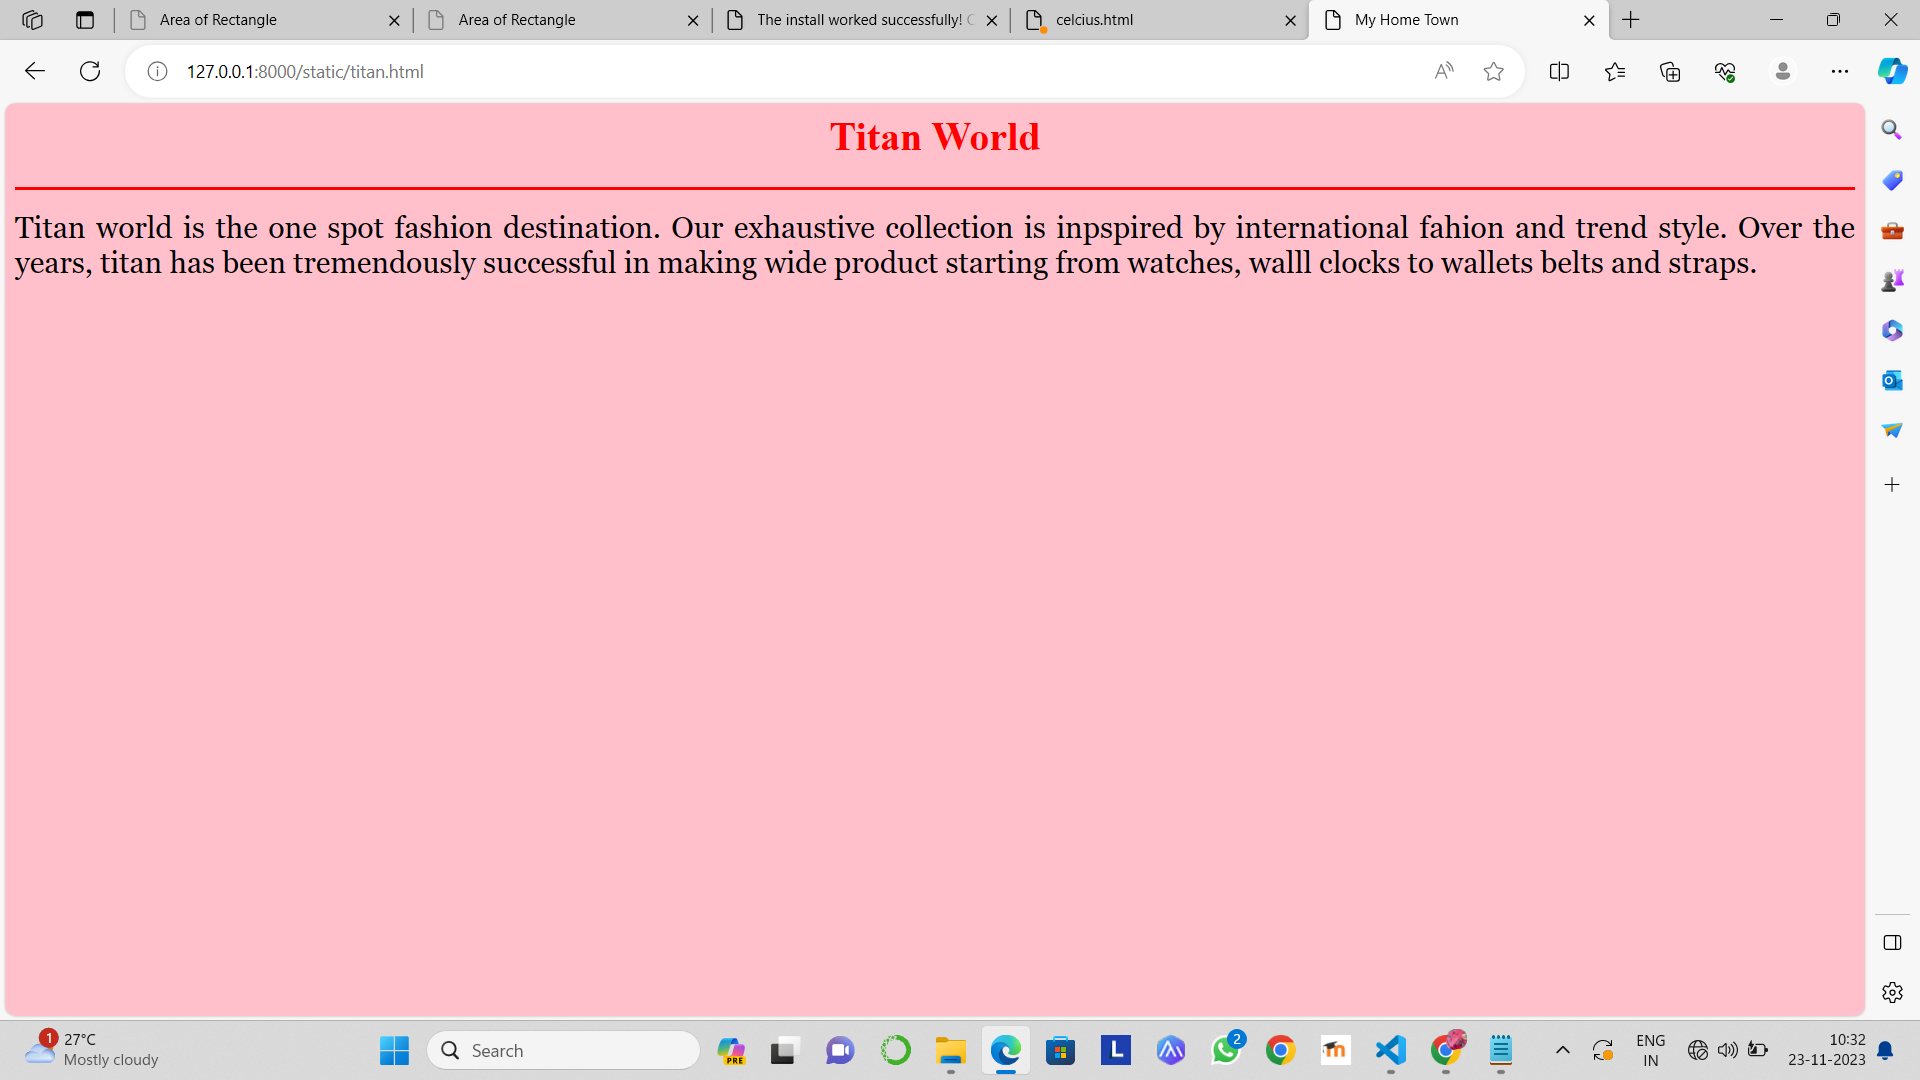 Area of Rectangle
Area of Rectangle
The install worked successfully!
celcius.html
My Home Town
127.0.0.1:8000/static/titan.html
Titan World
Titan world is the one spot fashion destination. Our exhaustive collection is inpspired by international fahion and trend style. Over the
years, titan has been tremendously successful in making wide product starting from watches, walll clocks to wallets belts and straps.
1
27°C
Mostly cloudy
Search
PRE
L
m
2
ENG
IN
10:32
23-11-2023